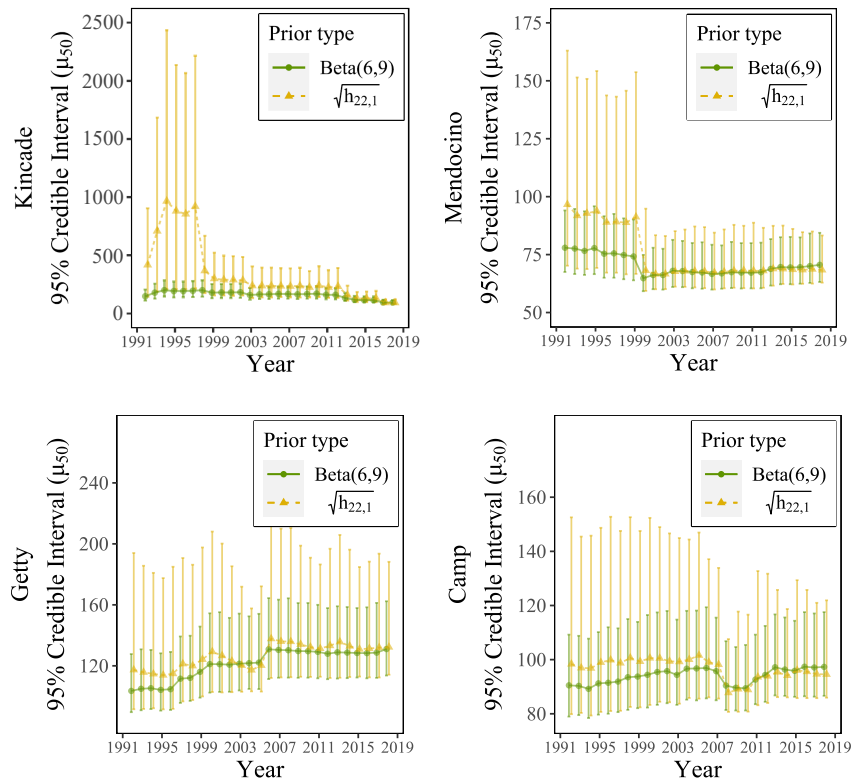 Kincade
95% Credible Interval (μ50)
2500
2000
1500
1000
500
0
Prior type
Beta(6,9)
√h22,1
1991 1995 1999 2003 2007 2011 2015 2019
Year
Mendocino
95% Credible Interval (μ50)
175
150
125
100
75
50
Prior type
Beta(6,9)
√h22,1
1991 1995 1999 2003 2007 2011 2015 2019
Year
Getty
95% Credible Interval (μ50)
240
200
160
120
Prior type
Beta(6,9)
√h22,1
1991 1995 1999 2003 2007 2011 2015 2019
Year
Camp
95% Credible Interval (μ50)
160
140
120
100
80
Prior type
Beta(6,9)
√h22,1
1991 1995 1999 2003 2007 2011 2015 2019
Year